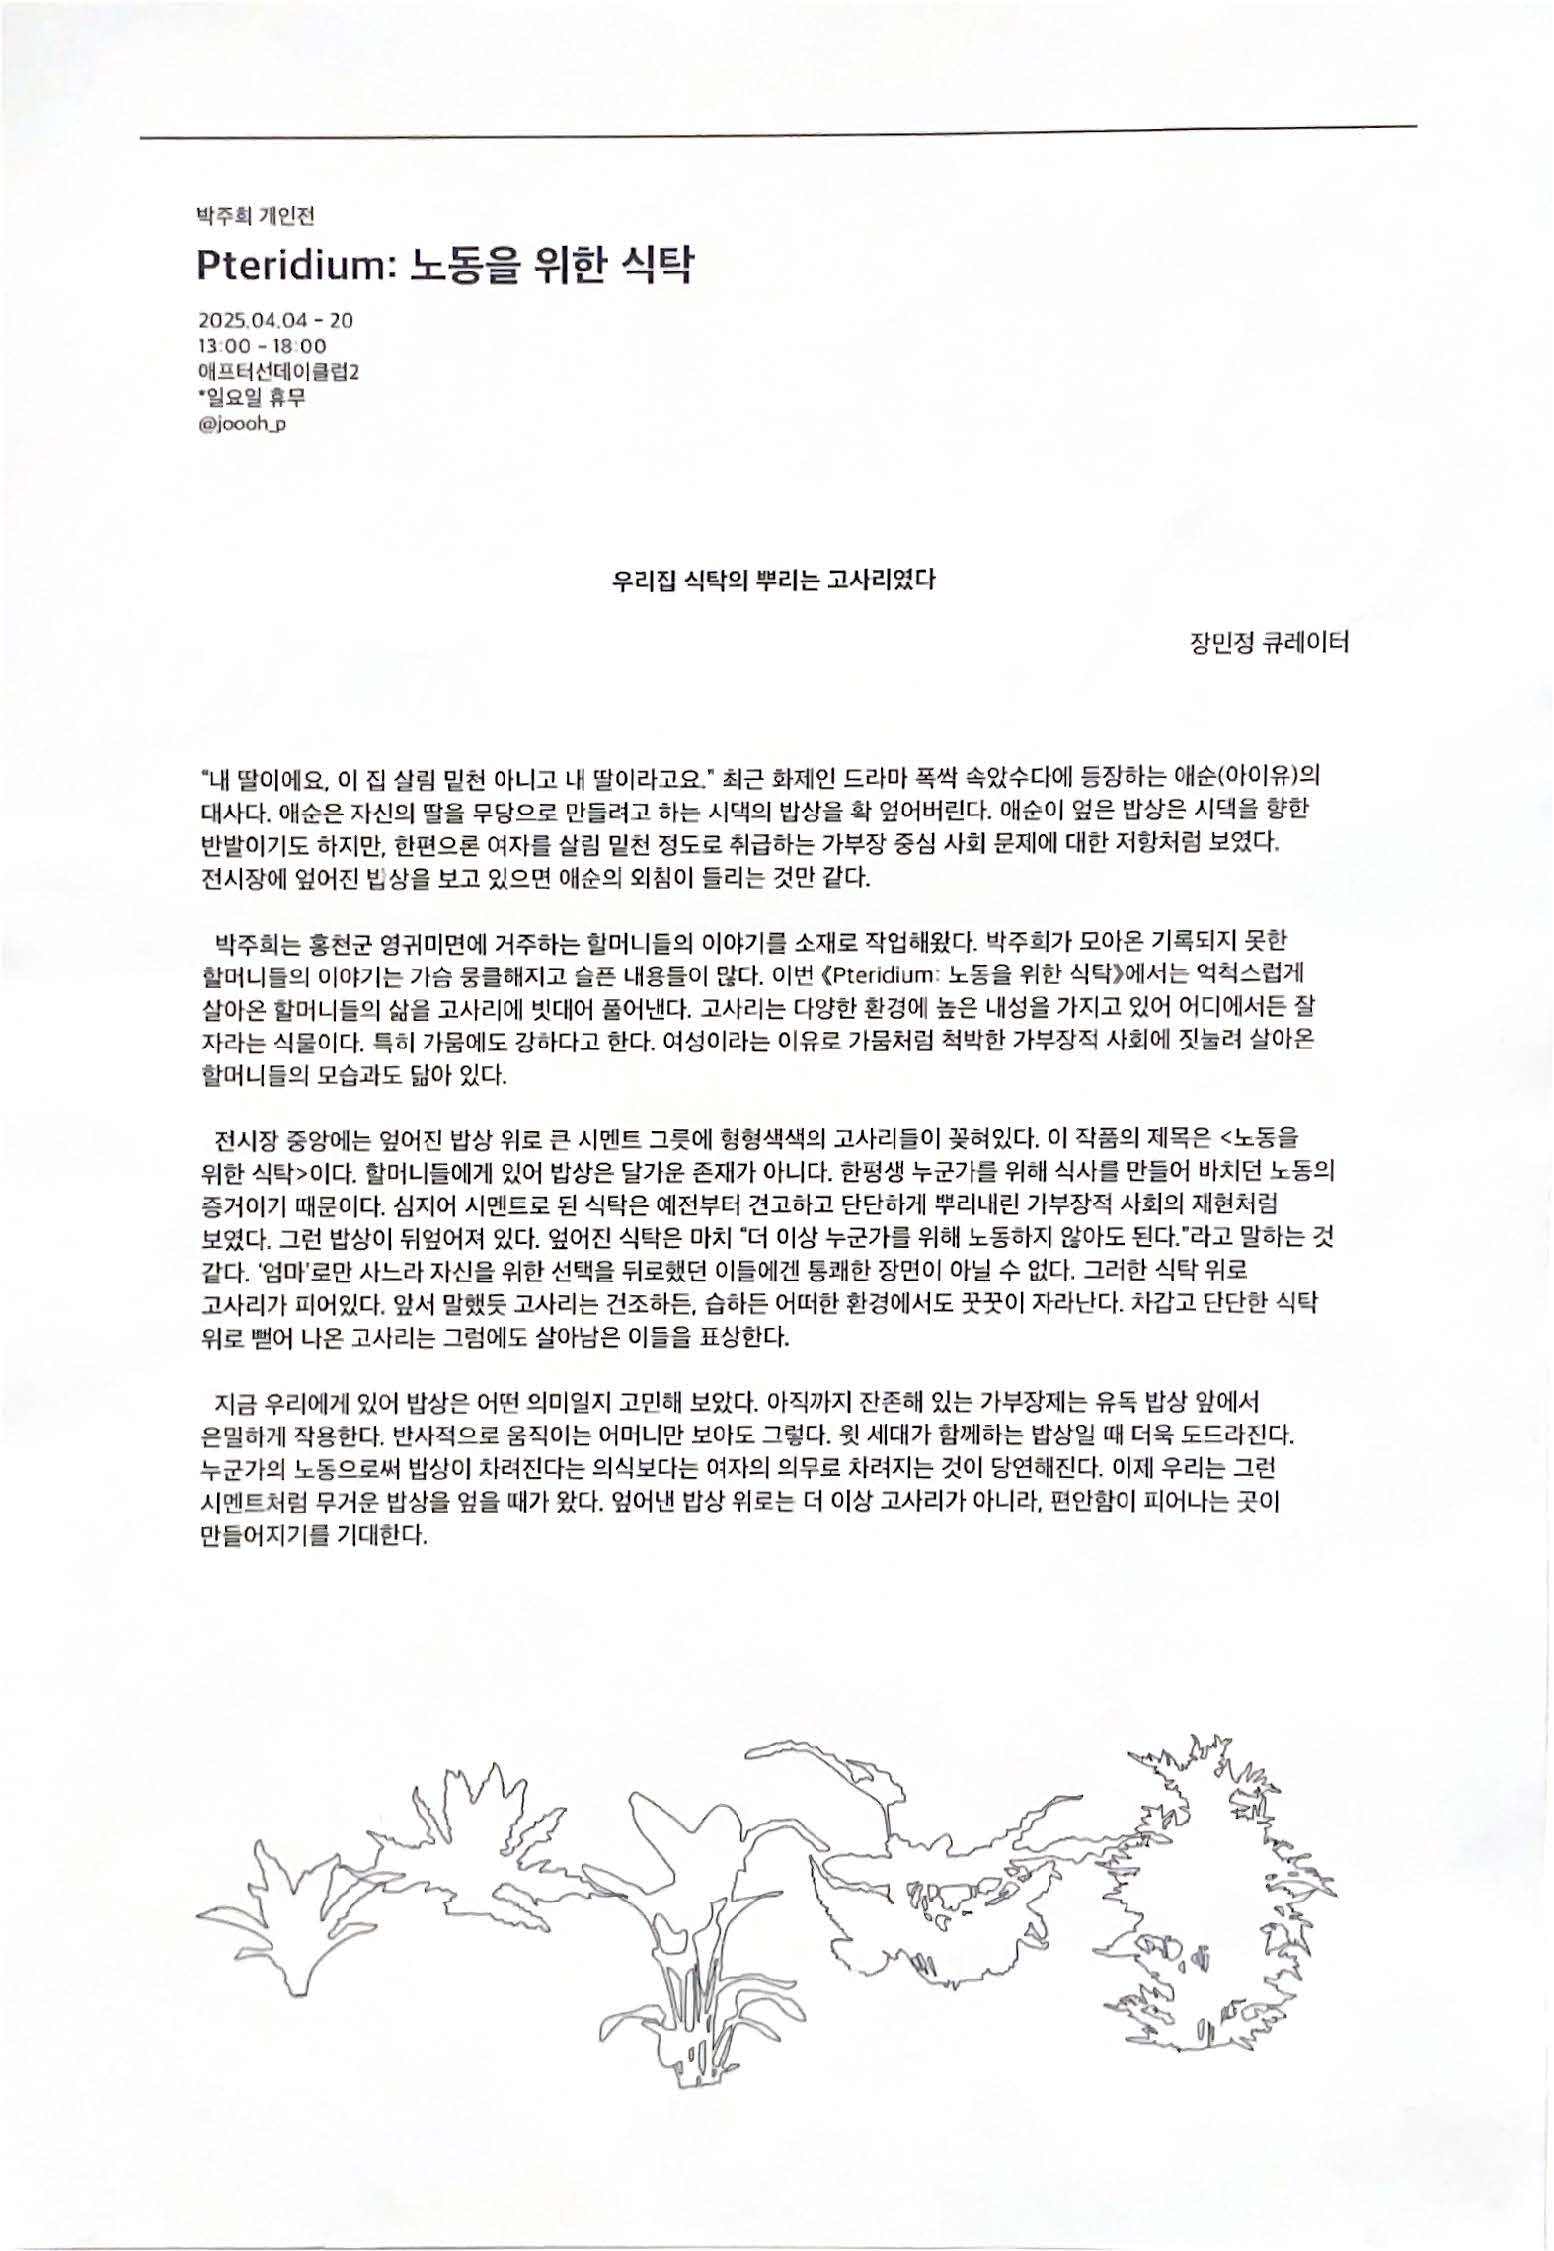 박주희 개인전
Pteridium: 노동을 위한 식탁
2025.04.04 - 20
13:00 - 18:00
애프터선데이클럽2
*일요일 휴무
@joooh_p
우리집 식탁의 뿌리는 고사리였다
장민정 큐레이터
“내 딸이에요, 이 집 살림 밑천 아니고 내 딸이라고요.” 최근 화제인 드라마 폭싹 속았수다에 등장하는 애순(아이유)의
대사다. 애순은 자신의 딸을 무당으로 만들려고 하는 시댁의 밥상을 확 엎어버린다. 애순이 엎은 밥상은 시댁을 향한
반발이기도 하지만, 한편으론 여자를 살림 밑천 정도로 취급하는 가부장 중심 사회 문제에 대한 저항처럼 보였다.
전시장에 엎어진 밥상을 보고 있으면 애순의 외침이 들리는 것만 같다.
박주희는 홍천군 영귀미면에 거주하는 할머니들의 이야기를 소재로 작업해왔다. 박주희가 모아온 기록되지 못한
할머니들의 이야기는 가슴 뭉클해지고 슬픈 내용들이 많다. 이번 《Pteridium: 노동을 위한 식탁》에서는 억척스럽게
살아온 할머니들의 삶을 고사리에 빗대어 풀어낸다. 고사리는 다양한 환경에 높은 내성을 가지고 있어 어디에서든 잘
자라는 식물이다. 특히 가뭄에도 강하다고 한다. 여성이라는 이유로 가뭄처럼 척박한 가부장적 사회에 짓눌려 살아온
할머니들의 모습과도 닮아 있다.
전시장 중앙에는 엎어진 밥상 위로 큰 시멘트 그릇에 형형색색의 고사리들이 꽂혀있다. 이 작품의 제목은 <노동을
위한 식탁>이다. 할머니들에게 있어 밥상은 달가운 존재가 아니다. 한평생 누군가를 위해 식사를 만들어 바치던 노동의
증거이기 때문이다. 심지어 시멘트로 된 식탁은 예전부터 견고하고 단단하게 뿌리내린 가부장적 사회의 재현처럼
보였다. 그런 밥상이 뒤엎어져 있다. 엎어진 식탁은 마치 “더 이상 누군가를 위해 노동하지 않아도 된다.”라고 말하는 것
같다. ‘엄마’로만 사느라 자신을 위한 선택을 뒤로했던 이들에겐 통쾌한 장면이 아닐 수 없다. 그러한 식탁 위로
고사리가 피어있다. 앞서 말했듯 고사리는 건조하든, 습하든 어떠한 환경에서도 꿋꿋이 자라난다. 차갑고 단단한 식탁
위로 뻗어 나온 고사리는 그럼에도 살아남은 이들을 표상한다.
지금 우리에게 있어 밥상은 어떤 의미일지 고민해 보았다. 아직까지 잔존해 있는 가부장제는 유독 밥상 앞에서
은밀하게 작용한다. 반사적으로 움직이는 어머니만 보아도 그렇다. 윗 세대가 함께하는 밥상일 때 더욱 도드라진다.
누군가의 노동으로써 밥상이 차려진다는 의식보다는 여자의 의무로 차려지는 것이 당연해진다. 이제 우리는 그런
시멘트처럼 무거운 밥상을 엎을 때가 왔다. 엎어낸 밥상 위로는 더 이상 고사리가 아니라, 편안함이 피어나는 곳이
만들어지기를 기대한다.